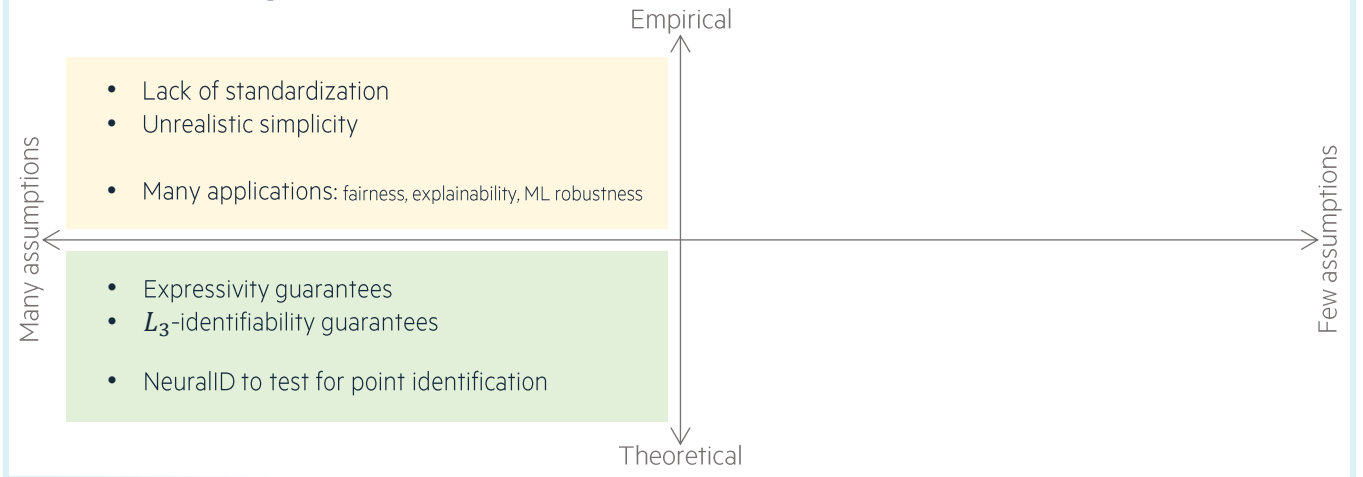 Empirical
• Lack of standardization
• Unrealistic simplicity
• Many applications: fairness, explainability, ML robustness
Many assumptions
Few assumptions
• Expressivity guarantees
• L₃-identifiability guarantees
• NeuralID to test for point identification
Theoretical